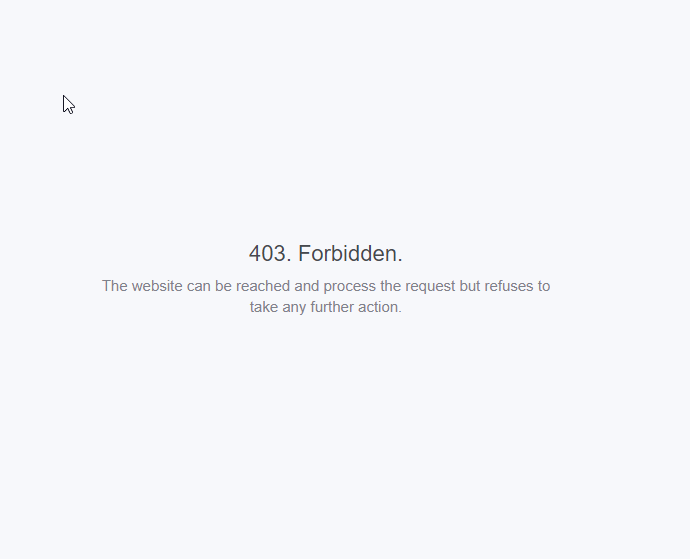 403. Forbidden.
The website can be reached and process the request but refuses to
take any further action.